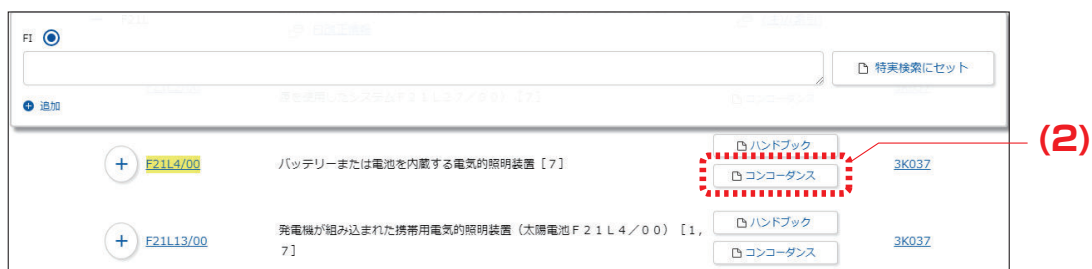 FI
特実検索にセット
追加
F21L4/00 バッテリーまたは電池を内蔵する電気的照明装置［7］ ハンドブック コンコーダンス 3K037
(2)
F21L13/00 発電機が組み込まれた携帯用電気的照明装置（太陽電池Ｆ２１Ｌ４／００）［1，
7］ ハンドブック コンコーダンス 3K037